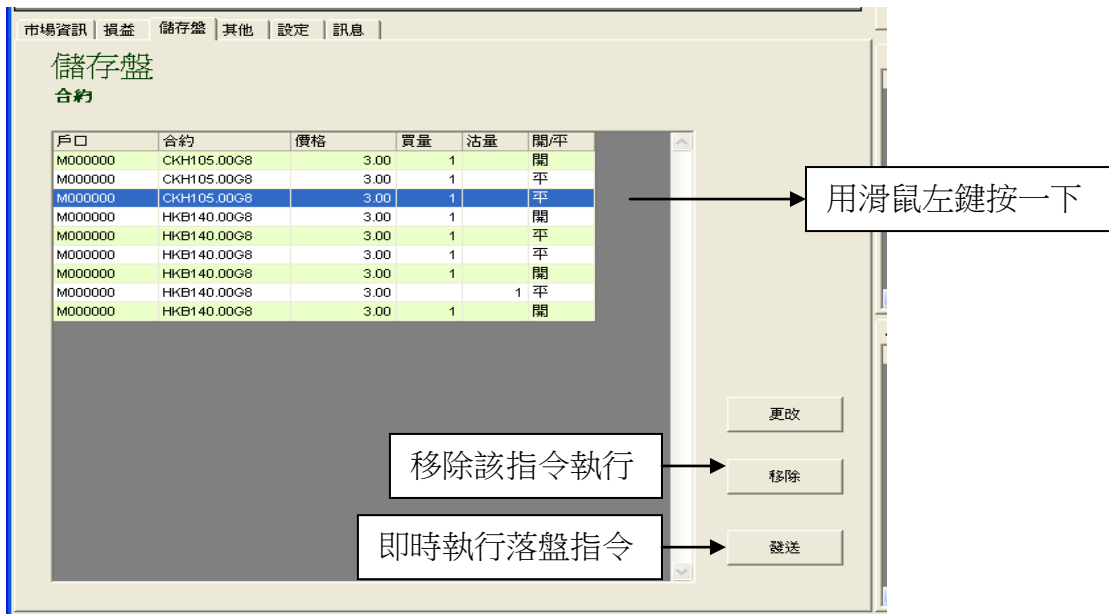 市場資訊 損益 儲存盤 其他 設定 訊息
儲存盤
合約
戶口 合約 價格 買量 沽量 開/平
M000000 CKH105.00G8 3.00 1 開
M000000 CKH105.00G8 3.00 1 平
M000000 CKH105.00G8 3.00 1 平
用滑鼠左鍵按一下
M000000 HKB140.00G8 3.00 1 開
M000000 HKB140.00G8 3.00 1 平
M000000 HKB140.00G8 3.00 1 平
M000000 HKB140.00G8 3.00 1 開
M000000 HKB140.00G8 3.00 1 平
M000000 HKB140.00G8 3.00 1 開
更改
移除該指令執行
移除
即時執行落盤指令
發送